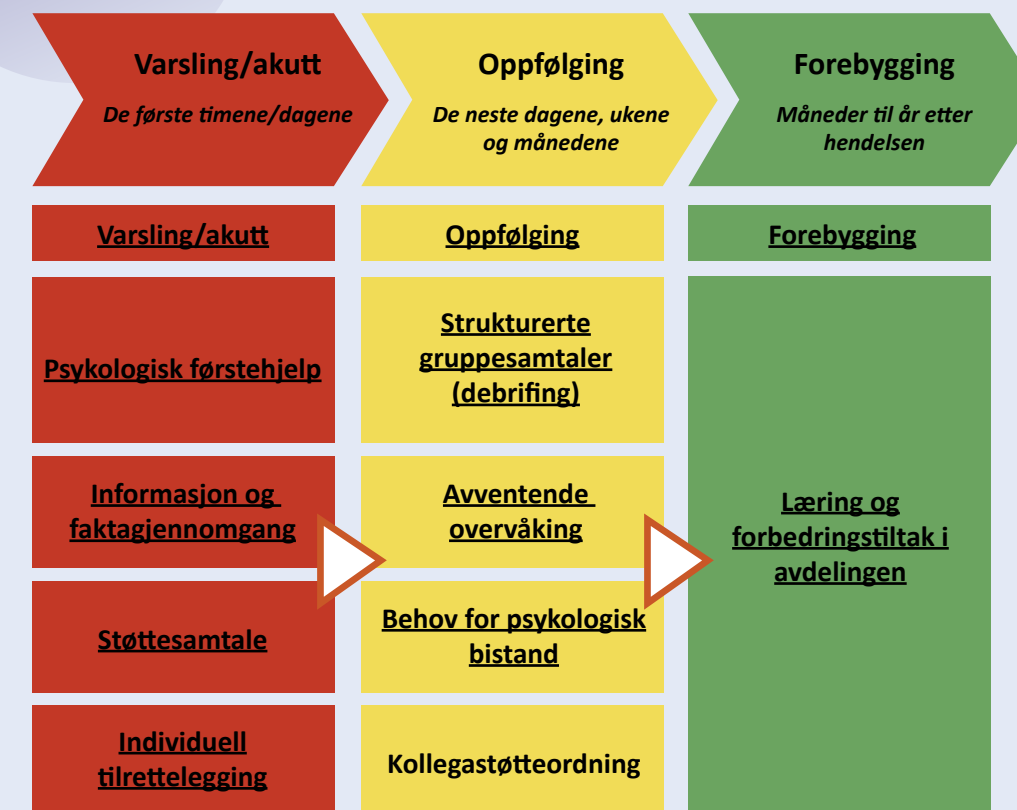 Varsling/akutt
De første timene/dagene
Oppfølging
De neste dagene, ukene
og månedene
Forebygging
Måneder til år etter
hendelsen
Varsling/akutt
Oppfølging
Forebygging
Psykologisk førstehjelp
Strukturerte
gruppesamtaler
(debrifing)
Informasjon og
faktagjennomgang
Avventende
overvåking
Læring og
forbedringstiltak i
avdelingen
Støttesamtale
Behov for psykologisk
bistand
Individuell
tilrettelegging
Kollegastøtteordning